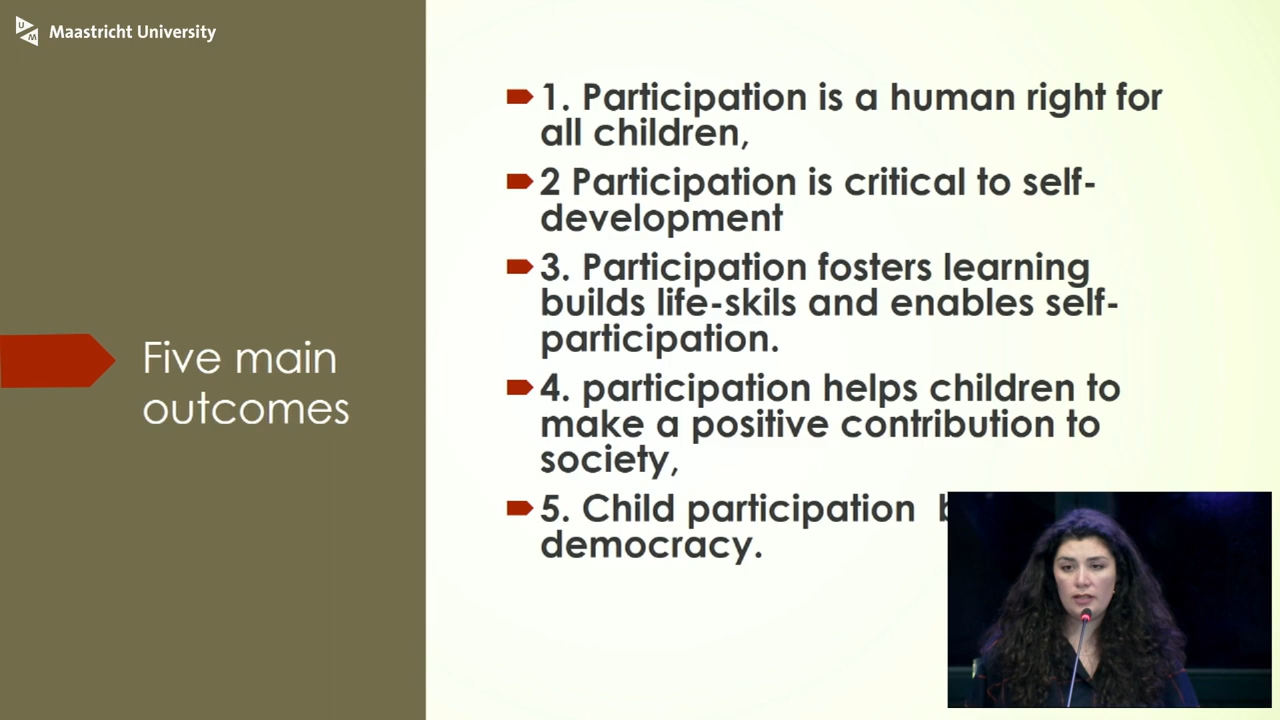 UM Maastricht University
1. Participation is a human right for
all children,
2 Participation is critical to self-
development
3. Participation fosters learning
builds life-skils and enables self-
participation.
Five main
outcomes
4. participation helps children to
make a positive contribution to
society,
5. Child participation
democracy.